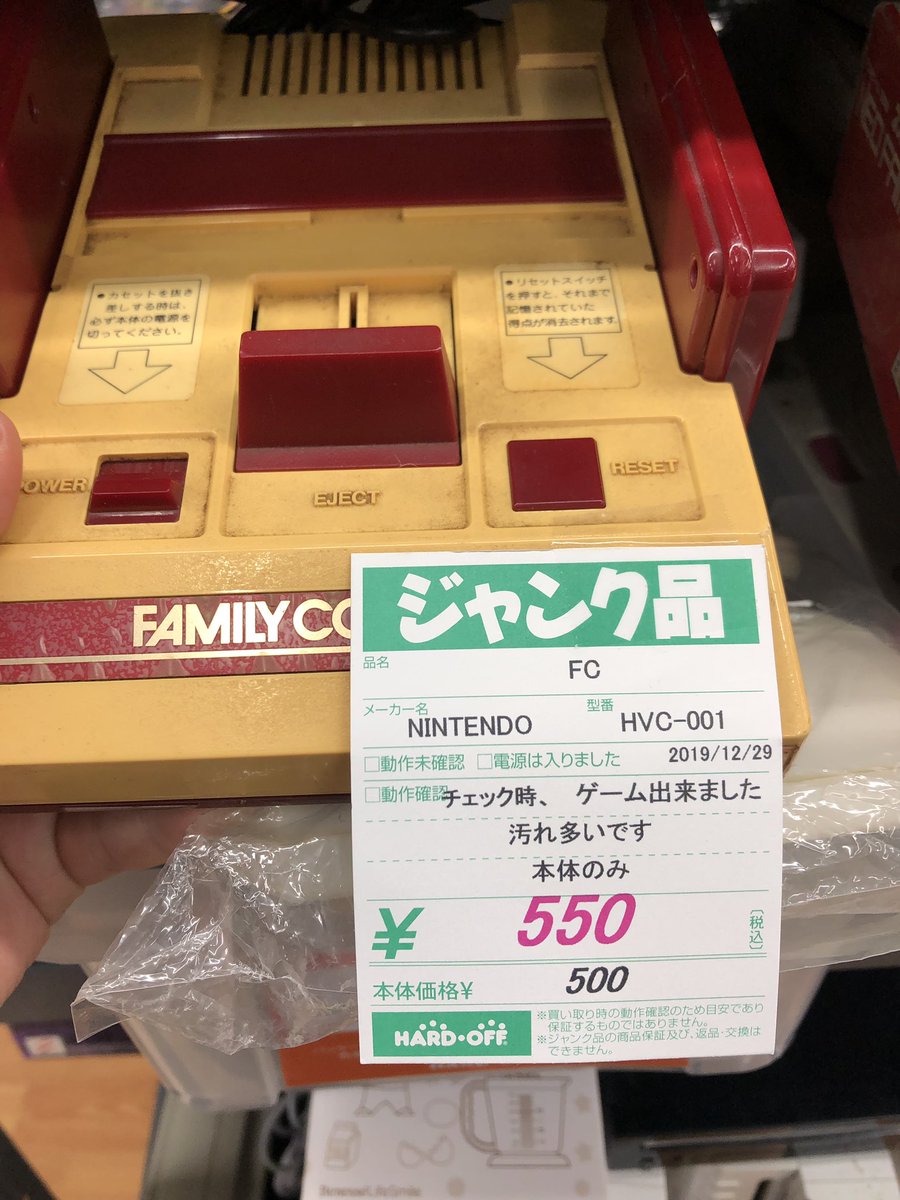 ●カセットを抜き
差しする時は、
必ず本体の電源を
切ってください。
●リセットスイッチ
を押すと、それまで
記憶されていた
得点が消去されます。
POWER
EJECT
RESET
FAMILY CO
ジャンク品
品名
FC
メーカー名
NINTENDO
型番
HVC-001
□動作未確認 □電源は入りました
2019/12/29
□動作確認
チェック時、 ゲーム出来ました
汚れ多いです
本体のみ
¥ 550 〔税込〕
本体価格¥ 500
HARD・OFF
※買い取り時の動作確認のため目安であり
保証するものではありません。
※ジャンク品の商品保証及び、返品・交換は
できません。